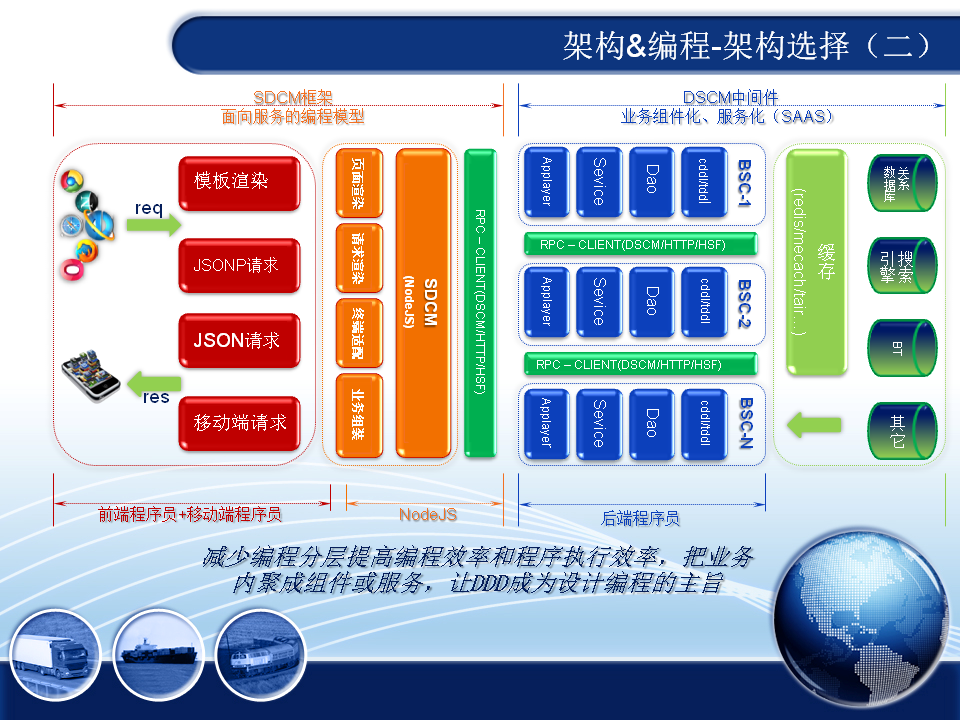 架构&编程-架构选择（二）
SDCM框架
面向服务的编程模型
DSCM中间件
业务组件化、服务化（SAAS）
req
res
模板渲染
JSONP请求
JSON请求
移动端请求
页面渲染
请求渲染
终端适配
业务组装
SDCM
(NodeJS)
RPC – CLIENT(DSCM/HTTP/HSF)
Applayer
Sevice
Dao
cddl/tddl
BSC-1
RPC – CLIENT(DSCM/HTTP/HSF)
Applayer
Sevice
Dao
cddl/tddl
BSC-2
RPC – CLIENT(DSCM/HTTP/HSF)
Applayer
Sevice
Dao
cddl/tddl
BSC-N
缓存
(redis/mecach/tair...)
关系
数据库
搜索
引擎
BT
其它
前端程序员+移动端程序员
NodeJS
后端程序员
减少编程分层提高编程效率和程序执行效率，把业务
内聚成组件或服务，让DDD成为设计编程的主旨